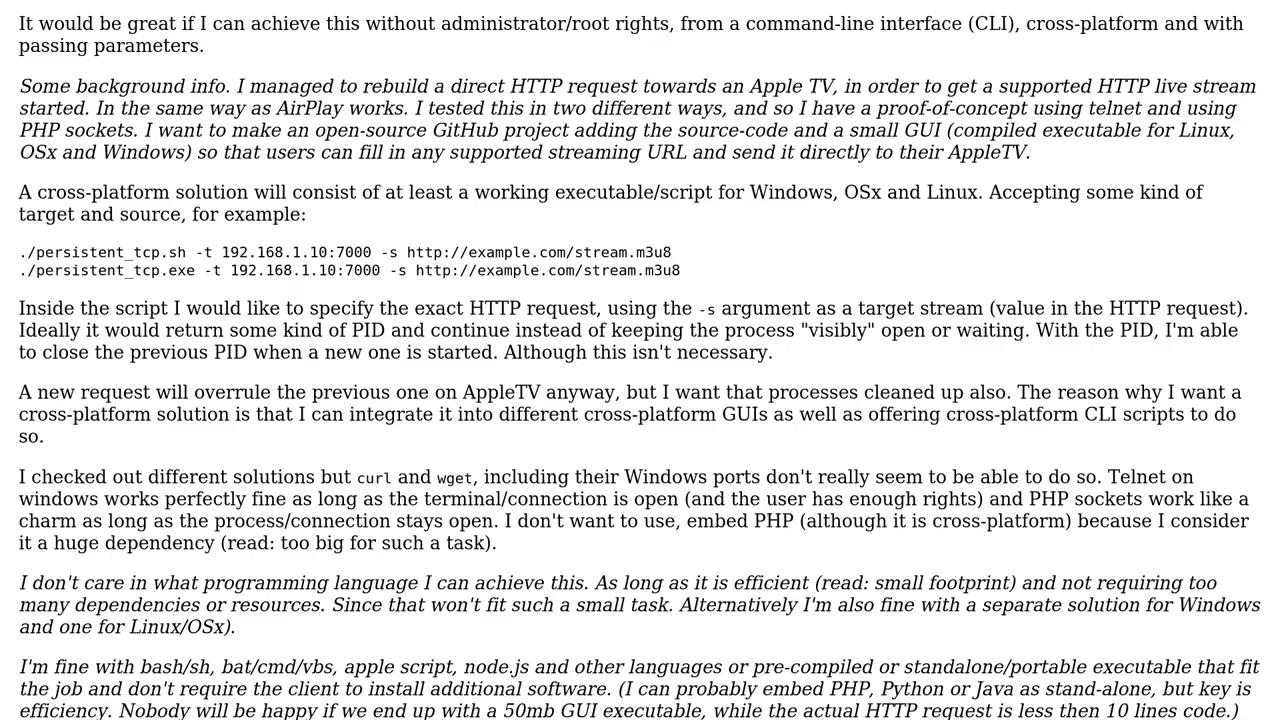 It would be great if I can achieve this without administrator/root rights, from a command-line interface (CLI), cross-platform and with
passing parameters.
Some background info. I managed to rebuild a direct HTTP request towards an Apple TV, in order to get a supported HTTP live stream
started. In the same way as AirPlay works. I tested this in two different ways, and so I have a proof-of-concept using telnet and using
PHP sockets. I want to make an open-source GitHub project adding the source-code and a small GUI (compiled executable for Linux,
OSx and Windows) so that users can fill in any supported streaming URL and send it directly to their AppleTV.
A cross-platform solution will consist of at least a working executable/script for Windows, OSx and Linux. Accepting some kind of
target and source, for example:
./persistent_tcp.sh -t 192.168.1.10:7000 -s http://example.com/stream.m3u8
./persistent_tcp.exe -t 192.168.1.10:7000 -s http://example.com/stream.m3u8
Inside the script I would like to specify the exact HTTP request, using the -s argument as a target stream (value in the HTTP request).
Ideally it would return some kind of PID and continue instead of keeping the process "visibly" open or waiting. With the PID, I'm able
to close the previous PID when a new one is started. Although this isn't necessary.
A new request will overrule the previous one on AppleTV anyway, but I want that processes cleaned up also. The reason why I want a
cross-platform solution is that I can integrate it into different cross-platform GUIs as well as offering cross-platform CLI scripts to do
so.
I checked out different solutions but curl and wget, including their Windows ports don't really seem to be able to do so. Telnet on
windows works perfectly fine as long as the terminal/connection is open (and the user has enough rights) and PHP sockets work like a
charm as long as the process/connection stays open. I don't want to use, embed PHP (although it is cross-platform) because I consider
it a huge dependency (read: too big for such a task).
I don't care in what programming language I can achieve this. As long as it is efficient (read: small footprint) and not requiring too
many dependencies or resources. Since that won't fit such a small task. Alternatively I'm also fine with a separate solution for Windows
and one for Linux/OSx).
I'm fine with bash/sh, bat/cmd/vbs, apple script, node.js and other languages or pre-compiled or standalone/portable executable that fit
the job and don't require the client to install additional software. (I can probably embed PHP, Python or Java as stand-alone, but key is
efficiency. Nobody will be happy if we end up with a 50mb GUI executable, while the actual HTTP request is less then 10 lines code.)